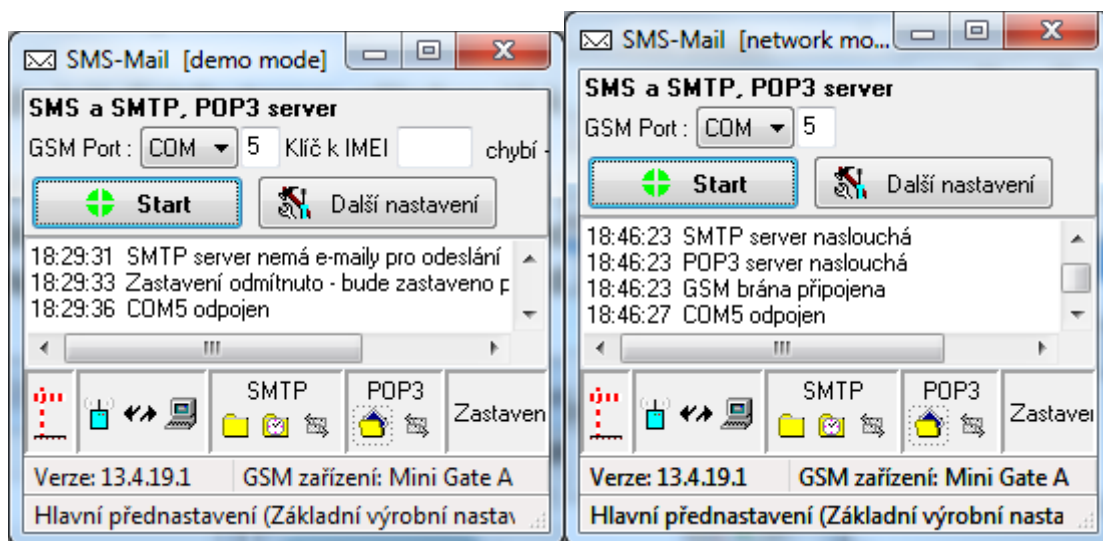 SMS-Mail [demo mode]
SMS a SMTP, POP3 server
GSM Port : COM 5 Klíč k IMEI chybí -
Start Další nastavení
18:29:31 SMTP server nemá e-maily pro odeslání
18:29:33 Zastavení odmítnuto - bude zastaveno p
18:29:36 COM5 odpojen
SMTP POP3
Zastaven
Verze: 13.4.19.1 GSM zařízení: Mini Gate A
Hlavní přednastavení (Základní výrobní nastav
SMS-Mail [network mo...
SMS a SMTP, POP3 server
GSM Port : COM 5
Start Další nastavení
18:46:23 SMTP server naslouchá
18:46:23 POP3 server naslouchá
18:46:23 GSM brána připojena
18:46:27 COM5 odpojen
SMTP POP3
Zastaven
Verze: 13.4.19.1 GSM zařízení: Mini Gate A
Hlavní přednastavení (Základní výrobní nasta